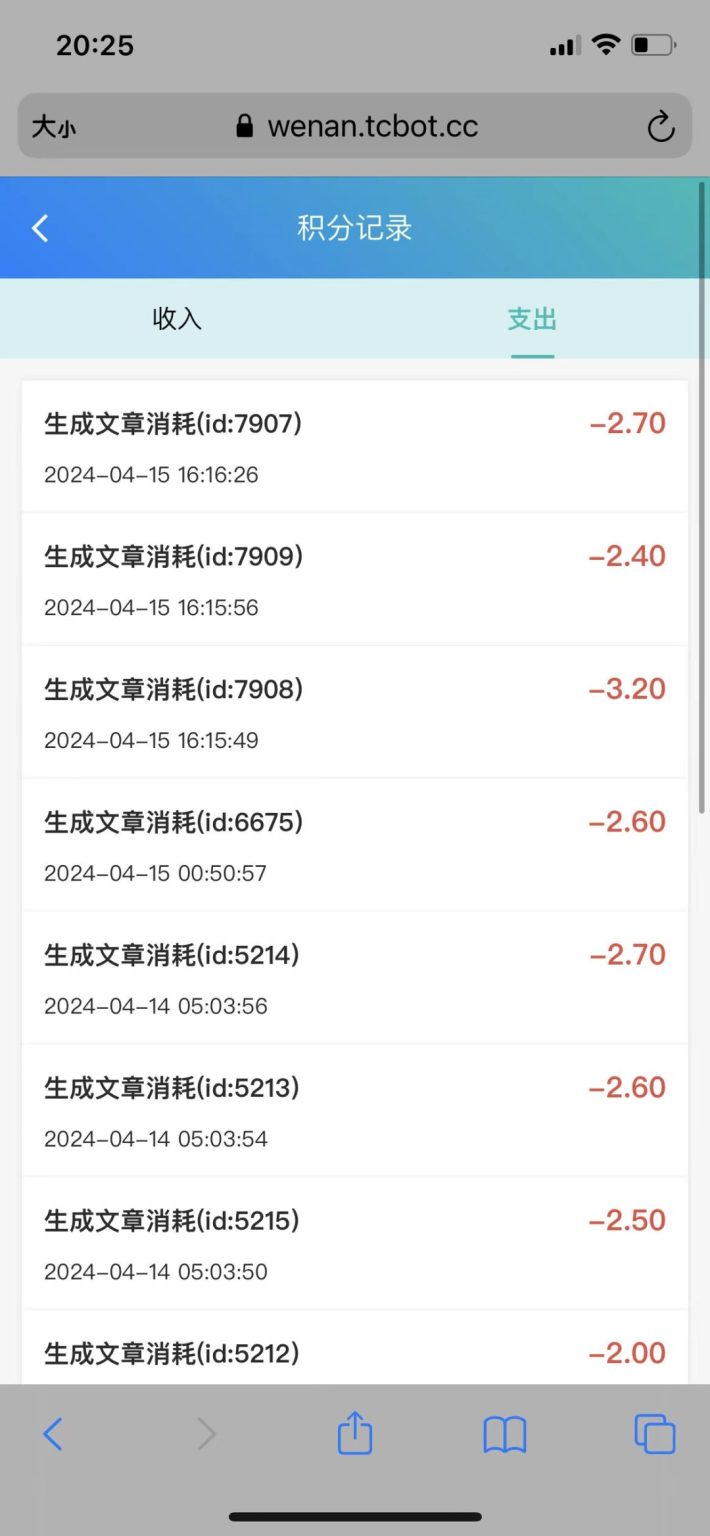 20:25
大小 wenan.tcbot.cc
积分记录
收入 支出
生成文章消耗(id:7907) -2.70
2024-04-15 16:16:26
生成文章消耗(id:7909) -2.40
2024-04-15 16:15:56
生成文章消耗(id:7908) -3.20
2024-04-15 16:15:49
生成文章消耗(id:6675) -2.60
2024-04-15 00:50:57
生成文章消耗(id:5214) -2.70
2024-04-14 05:03:56
生成文章消耗(id:5213) -2.60
2024-04-14 05:03:54
生成文章消耗(id:5215) -2.50
2024-04-14 05:03:50
生成文章消耗(id:5212) -2.00